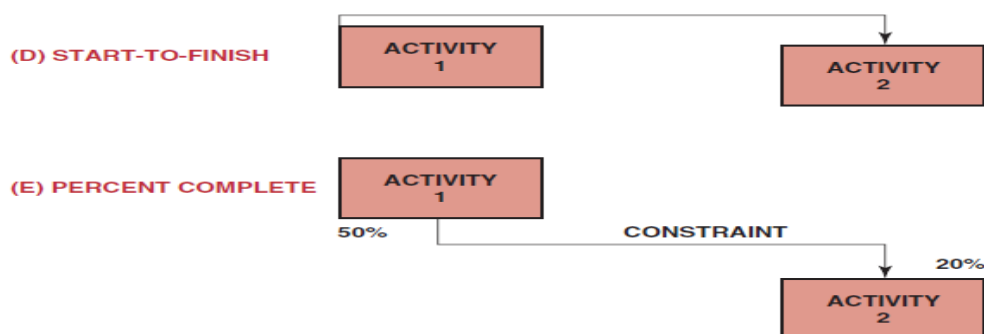 (D) START-TO-FINISH
ACTIVITY
1
ACTIVITY
2
(E) PERCENT COMPLETE
ACTIVITY
1
50%
CONSTRAINT
20%
ACTIVITY
2